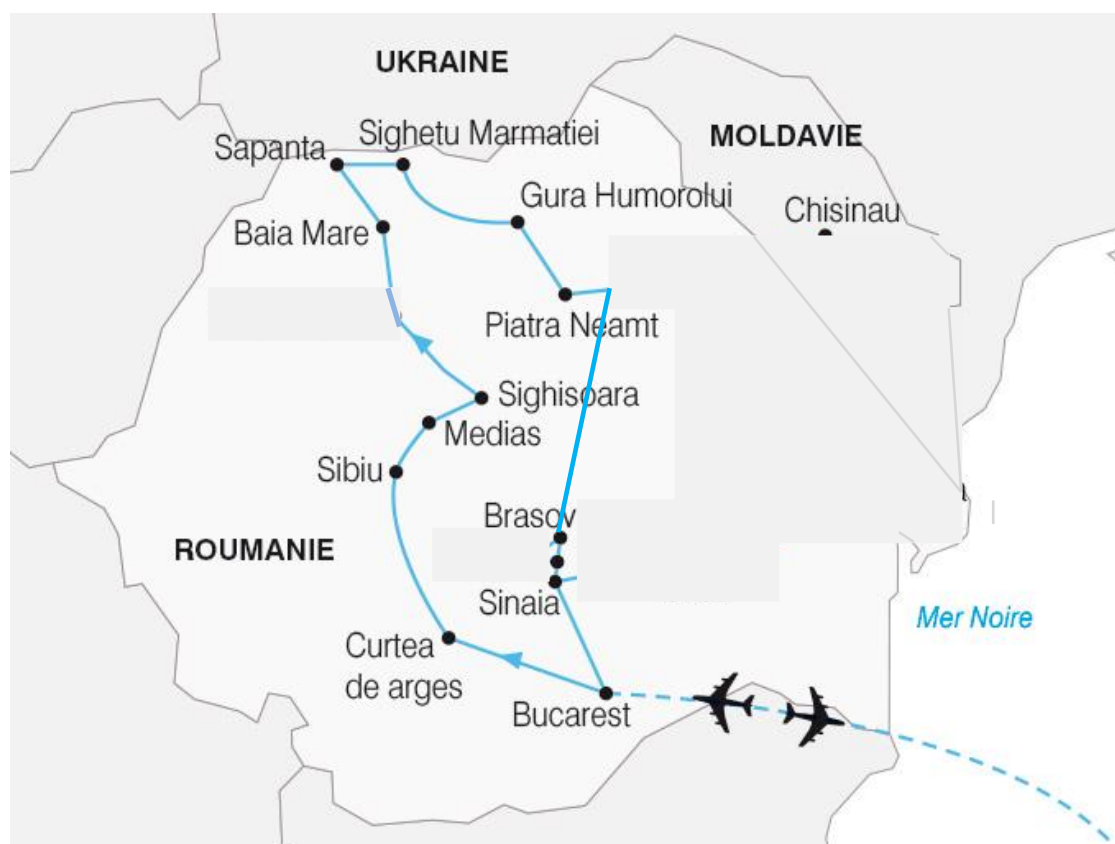 UKRAINE
Sighetu Marmatiei
Sapanta
MOLDAVIE
Gura Humorolui
Chisinau
Baia Mare
Piatra Neamt
Sighisoara
Medias
Sibiu
Brasov
ROUMANIE
Sinaia
Mer Noire
Curtea
de arges
Bucarest